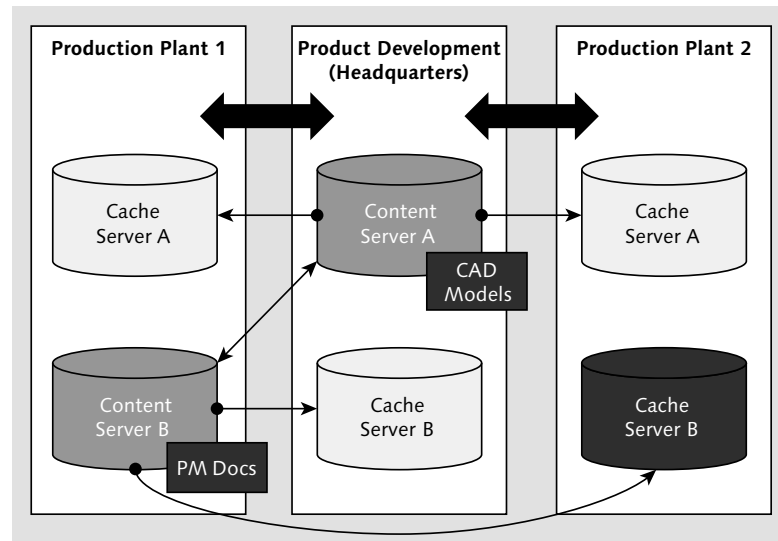 Production Plant 1
Product Development
(Headquarters)
Production Plant 2
Cache
Server A
Content
Server A
CAD
Models
Cache
Server A
Content
Server B
PM Docs
Cache
Server B
Cache
Server B